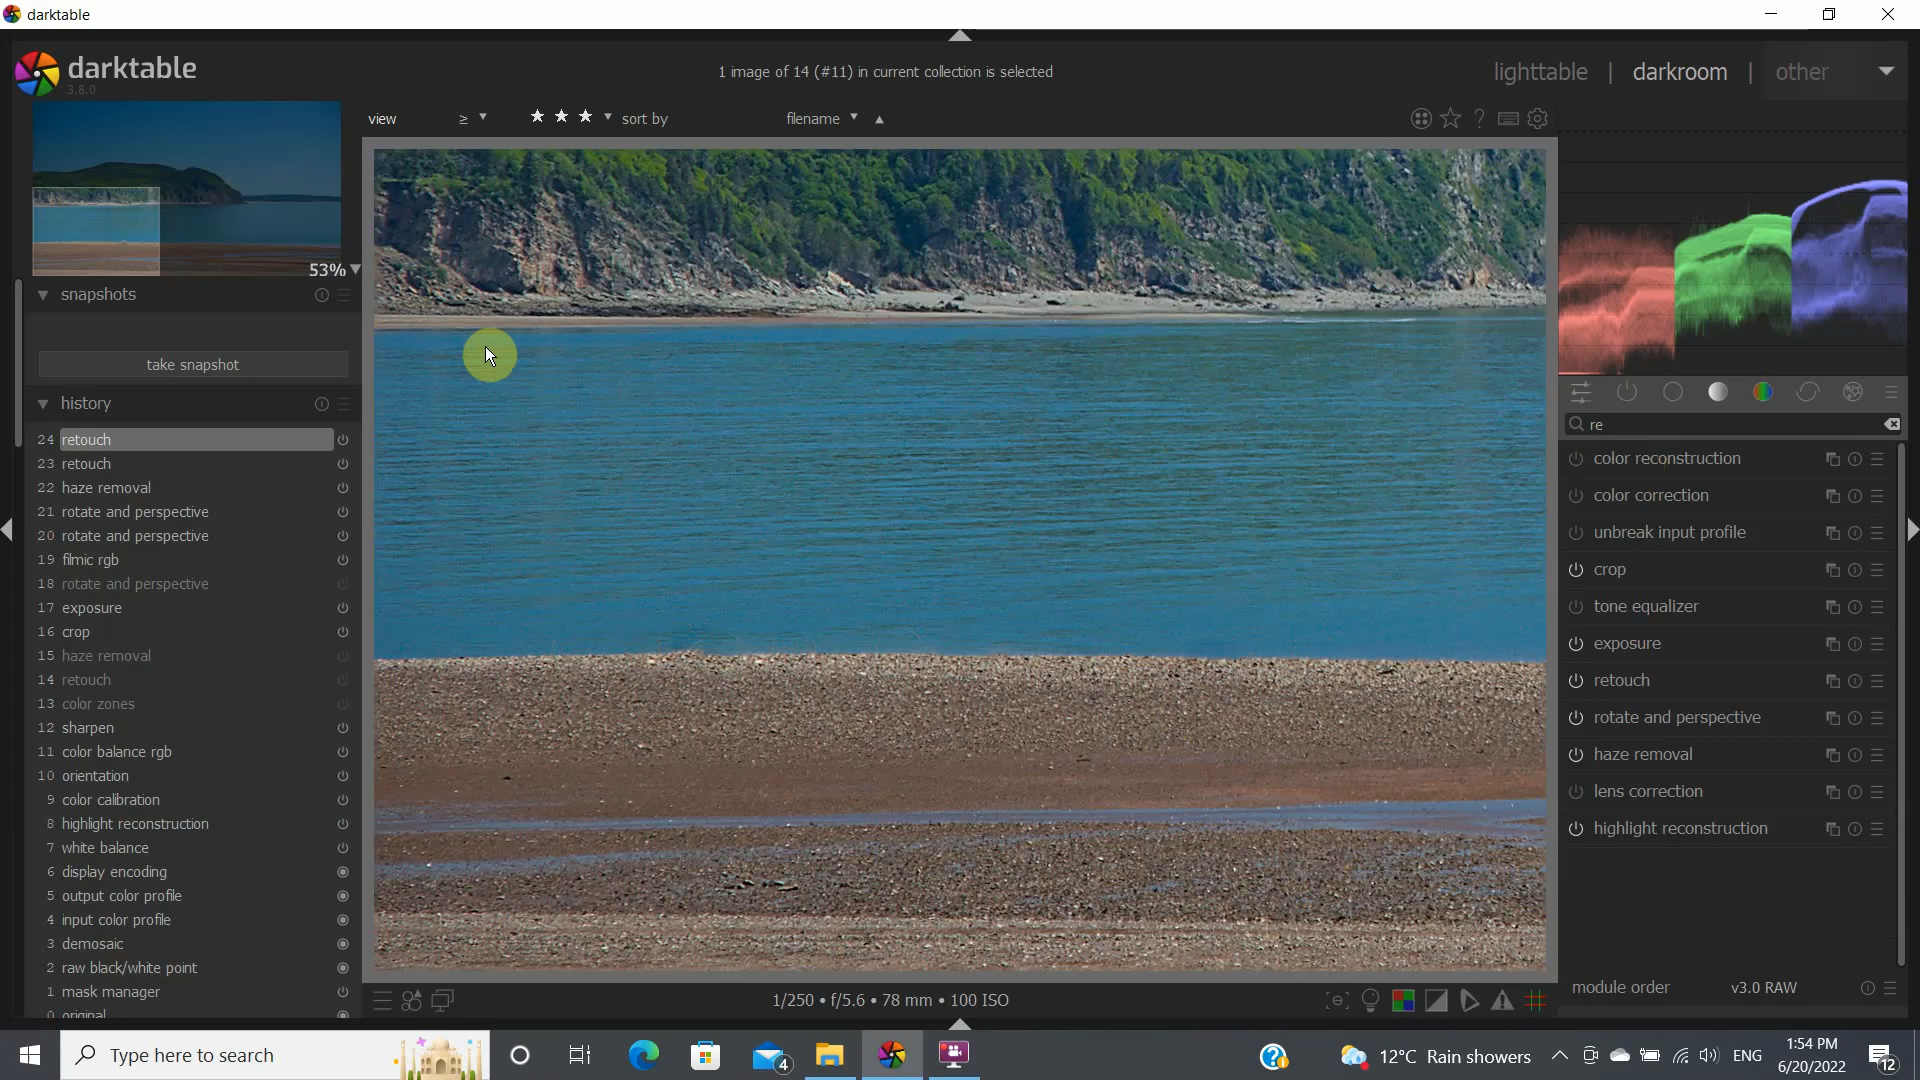 darktable
darktable
3.8.0
1 image of 14 (#11) in current collection is selected
lighttable | darkroom | other
view ≥ ★ ★ ★ sort by filename
53%
snapshots
take snapshot
history
24 retouch
23 retouch
22 haze removal
21 rotate and perspective
20 rotate and perspective
19 filmic rgb
18 rotate and perspective
17 exposure
16 crop
15 haze removal
14 retouch
13 color zones
12 sharpen
11 color balance rgb
10 orientation
9 color calibration
8 highlight reconstruction
7 white balance
6 display encoding
5 output color profile
4 input color profile
3 demosaic
2 raw black/white point
1 mask manager
0 original
1/250 • f/5.6 • 78 mm • 100 ISO
re
color reconstruction
color correction
unbreak input profile
crop
tone equalizer
exposure
retouch
rotate and perspective
haze removal
lens correction
highlight reconstruction
module order v3.0 RAW
Type here to search
4
12°C Rain showers
ENG
1:54 PM
6/20/2022
12